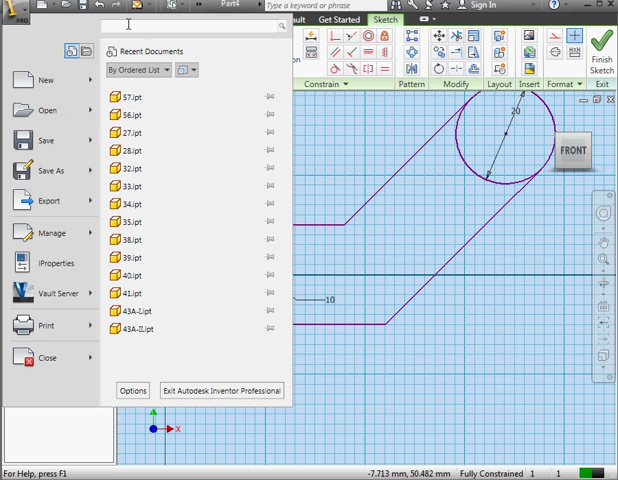 PRO
Part4
Type a keyword or phrase
Sign In
ault
Get Started
Sketch
Finish
Sketch
Constrain
Pattern
Modify
Layout
Insert
Format
Exit
Recent Documents
By Ordered List
New
Open
Save
Save As
Export
Manage
iProperties
Vault Server
Print
Close
57.ipt
56.ipt
27.ipt
28.ipt
32.ipt
33.ipt
34.ipt
35.ipt
38.ipt
39.ipt
40.ipt
41.ipt
43A-I.ipt
43A-II.ipt
Options
Exit Autodesk Inventor Professional
20
FRONT
10
X
For Help, press F1
-7.713 mm, 50.482 mm
Fully Constrained
1
1